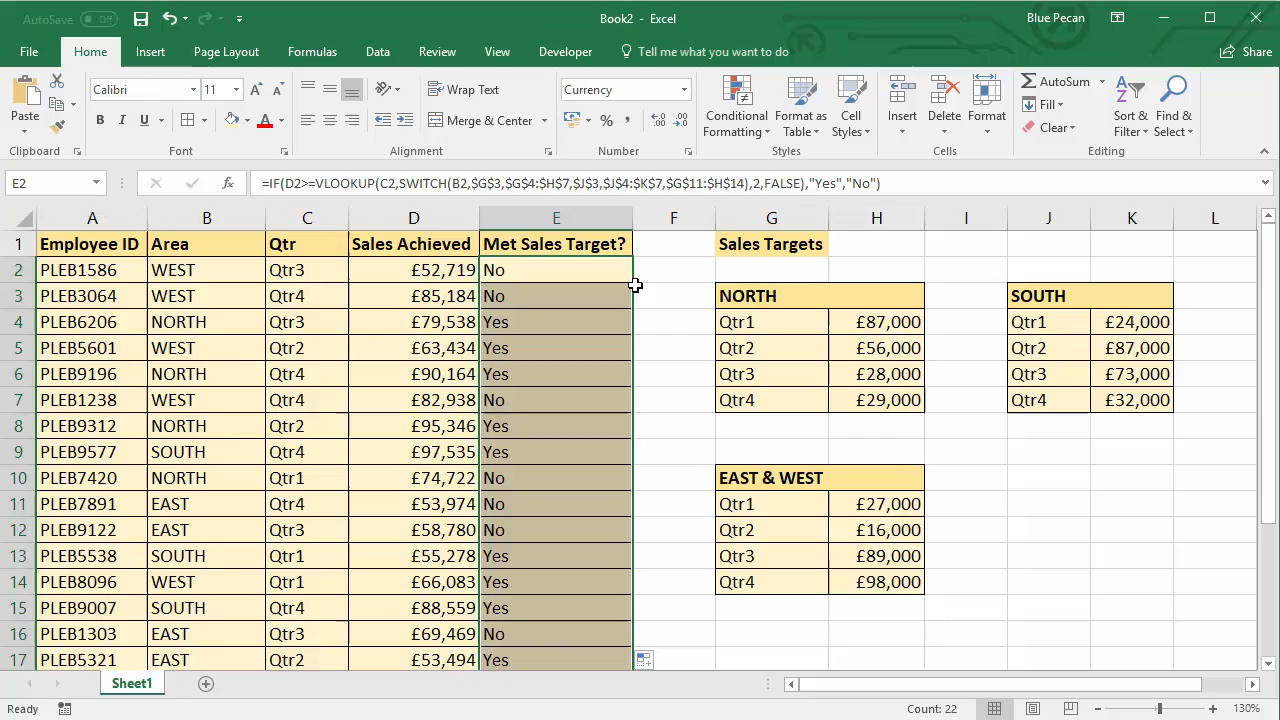 AutoSave Off
Book2 - Excel
Blue Pecan
File Home Insert Page Layout Formulas Data Review View Developer Tell me what you want to do Share
Paste
Calibri 11
Wrap Text
Merge & Center
Currency
Conditional Formatting
Format as Table
Cell Styles
Insert Delete Format
AutoSum
Fill
Clear
Sort & Filter
Find & Select
Clipboard Font Alignment Number Styles Cells Editing
E2 fx =IF(D2>=VLOOKUP(C2,SWITCH(B2,$G$3,$G$4:$H$7,$J$3,$J$4:$K$7,$G$11:$H$14),2,FALSE),"Yes","No")
A B C D E F G H I J K L
1 Employee ID Area Qtr Sales Achieved Met Sales Target? Sales Targets
2 PLEB1586 WEST Qtr3 £52,719 No
3 PLEB3064 WEST Qtr4 £85,184 No NORTH SOUTH
4 PLEB6206 NORTH Qtr3 £79,538 Yes Qtr1 £87,000 Qtr1 £24,000
5 PLEB5601 WEST Qtr2 £63,434 Yes Qtr2 £56,000 Qtr2 £87,000
6 PLEB9196 NORTH Qtr4 £90,164 Yes Qtr3 £28,000 Qtr3 £73,000
7 PLEB1238 WEST Qtr4 £82,938 No Qtr4 £29,000 Qtr4 £32,000
8 PLEB9312 NORTH Qtr2 £95,346 Yes
9 PLEB9577 SOUTH Qtr4 £97,535 Yes
10 PLEB7420 NORTH Qtr1 £74,722 No EAST & WEST
11 PLEB7891 EAST Qtr4 £53,974 No Qtr1 £27,000
12 PLEB9122 EAST Qtr3 £58,780 No Qtr2 £16,000
13 PLEB5538 SOUTH Qtr1 £55,278 Yes Qtr3 £89,000
14 PLEB8096 WEST Qtr1 £66,083 Yes Qtr4 £98,000
15 PLEB9007 SOUTH Qtr4 £88,559 Yes
16 PLEB1303 EAST Qtr3 £69,469 No
17 PLEB5321 EAST Qtr2 £53,494 Yes
Sheet1
Ready Count: 22 130%